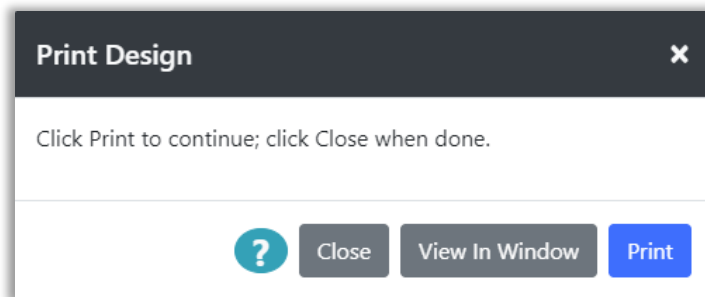 Print Design ×
Click Print to continue; click Close when done.
? Close View In Window Print